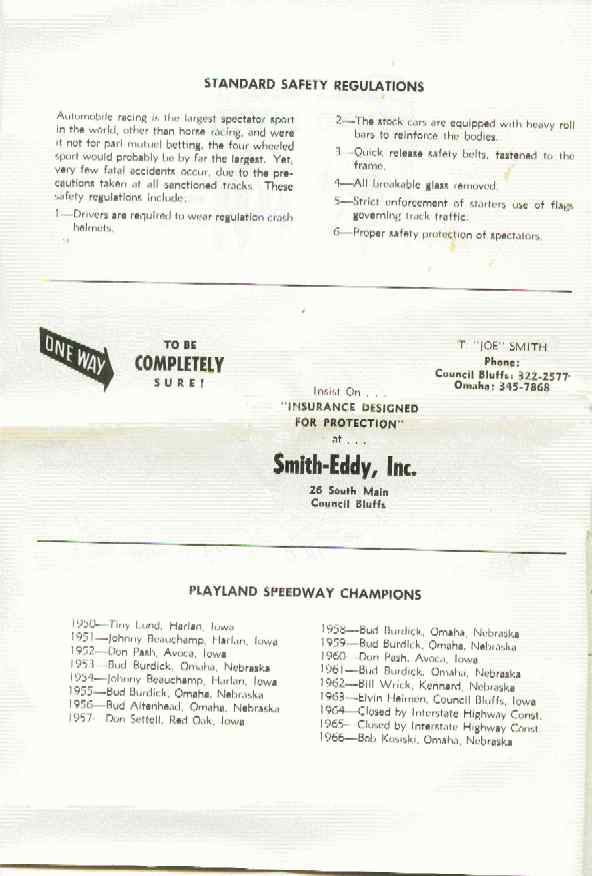 STANDARD SAFETY REGULATIONS
Automobile racing is the largest spectator sport
in the world, other than horse racing, and were
it not for pari mutuel betting, the four wheeled
sport would probably be by far the largest. Yet,
very few fatal accidents occur, due to the pre-
cautions taken at all sanctioned tracks. These
safety regulations include:
1—Drivers are required to wear regulation crash
helmets.
2—The stock cars are equipped with heavy roll
bars to reinforce the bodies.
3—Quick release safety belts, fastened to the
frame.
4—All breakable glass removed.
5—Strict enforcement of starters use of flags
governing track traffic.
6—Proper safety protection of spectators.
ONE WAY
TO BE
COMPLETELY
SURE!
Insist On . . .
"INSURANCE DESIGNED
FOR PROTECTION"
at . . .
Smith-Eddy, Inc.
26 South Main
Council Bluffs
T. "JOE" SMITH
Phone:
Council Bluffs: 322-2577
Omaha: 345-7868
PLAYLAND SPEEDWAY CHAMPIONS
1950—Tiny Lund, Harlan, Iowa
1951—Johnny Beauchamp, Harlan, Iowa
1952—Don Pash, Avoca, Iowa
1953—Bud Burdick, Omaha, Nebraska
1954—Johnny Beauchamp, Harlan, Iowa
1955—Bud Burdick, Omaha, Nebraska
1956—Bud Aitenhead, Omaha, Nebraska
1957—Don Settell, Red Oak, Iowa
1958—Bud Burdick, Omaha, Nebraska
1959—Bud Burdick, Omaha, Nebraska
1960—Don Pash, Avoca, Iowa
1961—Bud Burdick, Omaha, Nebraska
1962—Bill Wrick, Kennard, Nebraska
1963—Elvin Heimen, Council Bluffs, Iowa
1964—Closed by Interstate Highway Const.
1965—Closed by Interstate Highway Const.
1966—Bob Kosiski, Omaha, Nebraska